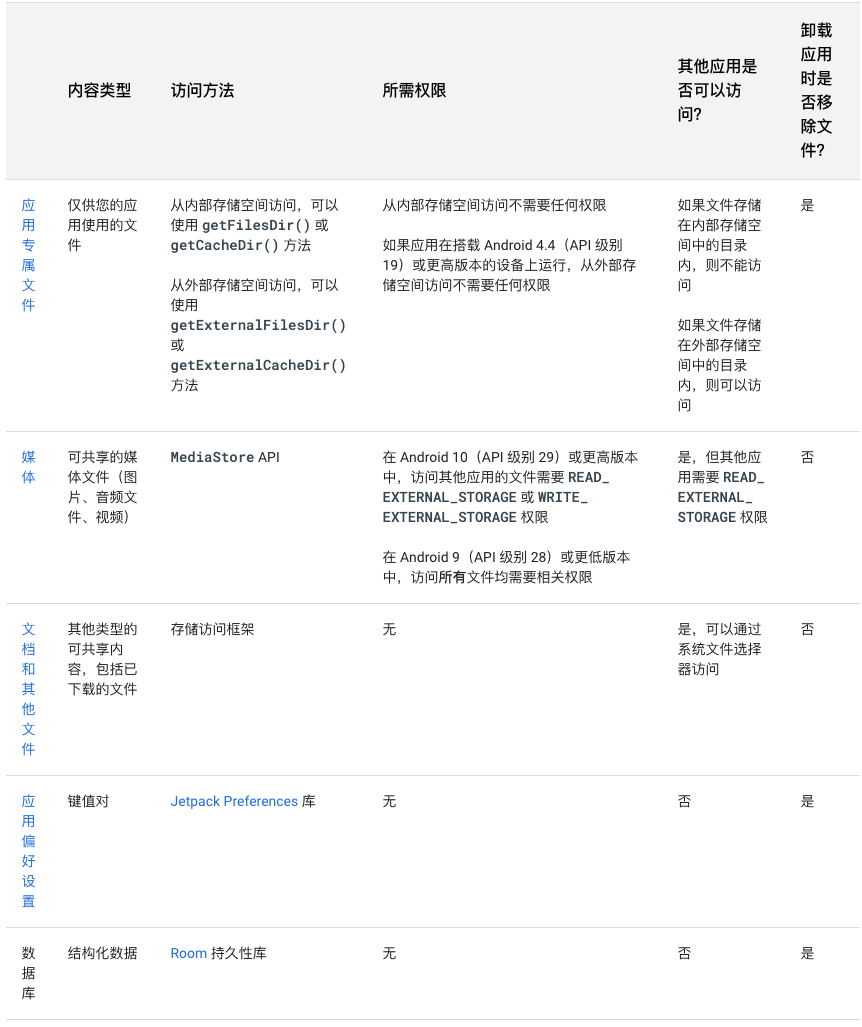 内容类型
访问方法
所需权限
其他应用是
否可以访
问？
卸载
应用
时是
否移
除文
件？
应
用
专
属
文
件
仅供您的应
用使用的文
件
从内部存储空间访问，可以
使用 getFilesDir() 或
getCacheDir() 方法
从外部存储空间访问，可以
使用
getExternalFilesDir()
或
getExternalCacheDir()
方法
从内部存储空间访问不需要任何权限
如果应用在搭载 Android 4.4（API 级别
19）或更高版本的设备上运行，从外部存
储空间访问不需要任何权限
如果文件存储
在内部存储空
间中的目录
内，则不能访
问
如果文件存储
在外部存储空
间中的目录
内，则可以访
问
是
媒
体
可共享的媒
体文件（图
片、音频文
件、视频）
MediaStore API
在 Android 10（API 级别 29）或更高版本
中，访问其他应用的文件需要 READ_
EXTERNAL_STORAGE 或 WRITE_
EXTERNAL_STORAGE 权限
在 Android 9（API 级别 28）或更低版本
中，访问所有文件均需要相关权限
是，但其他应
用需要 READ_
EXTERNAL_
STORAGE 权限
否
文
档
和
其
他
文
件
其他类型的
可共享内
容，包括已
下载的文件
存储访问框架
无
是，可以通过
系统文件选择
器访问
否
应
用
偏
好
设
置
键值对
Jetpack Preferences 库
无
否
是
数
据
库
结构化数据
Room 持久性库
无
否
是